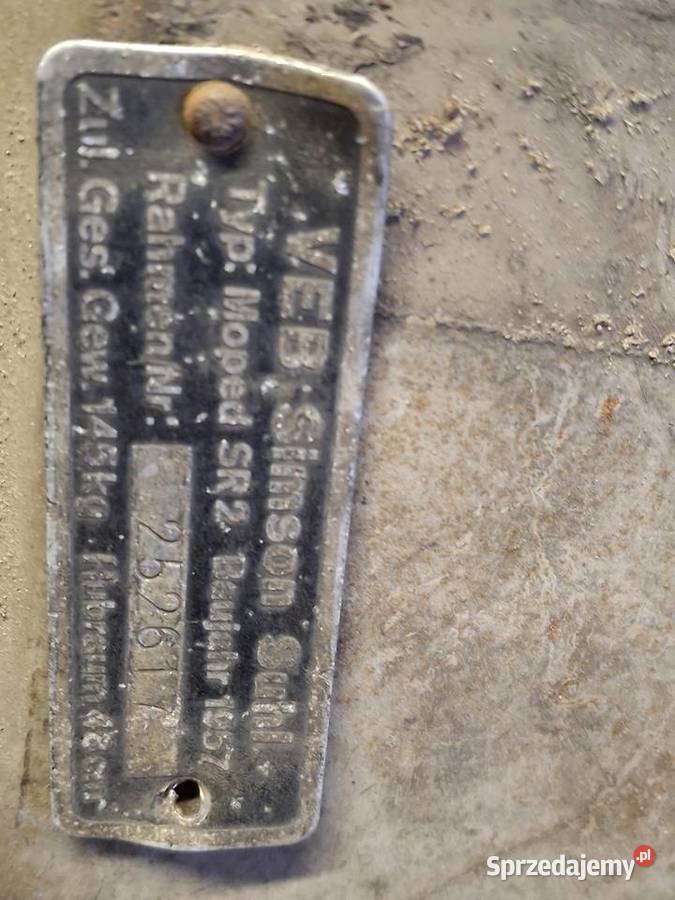 VEB Simson Suhl
Typ: Moped SR2 Baujahr 1957
Rahmen Nr: 252617
Zul. Ges. Gew. 145 kg Hubraum 48 cm
Sprzedajemy.pl